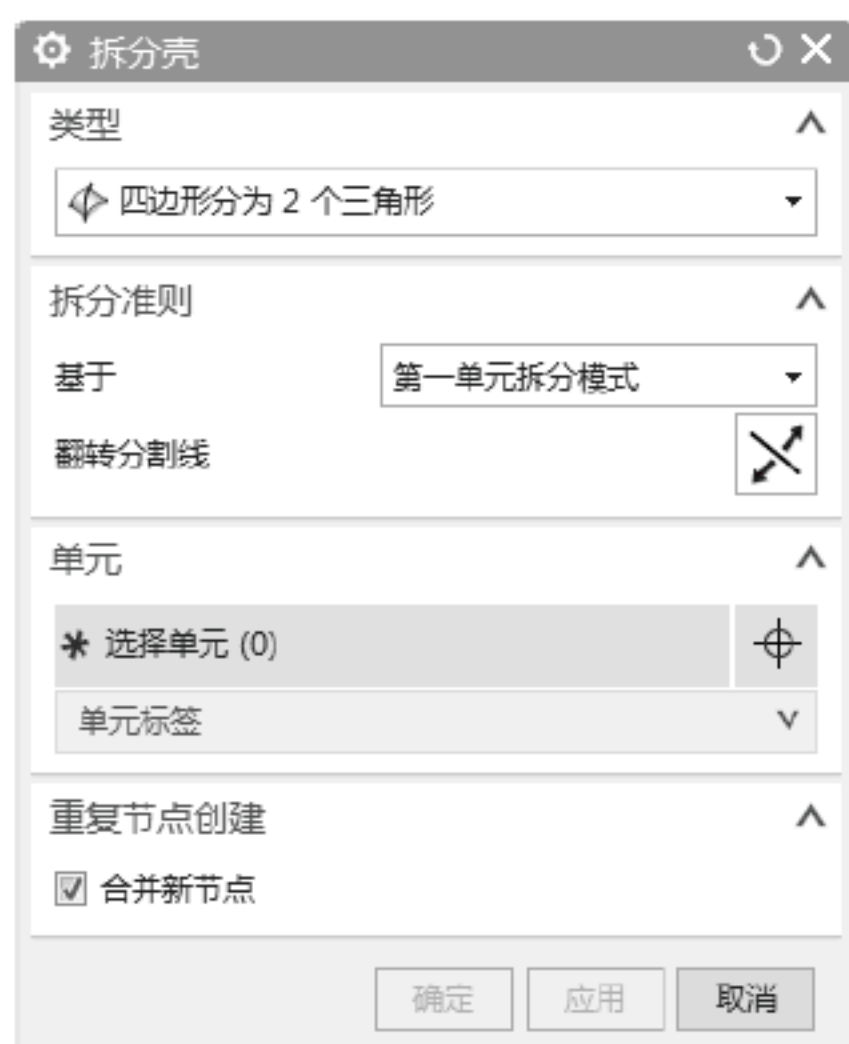 拆分壳
类型
四边形分为 2 个三角形
拆分准则
基于 第一单元拆分模式
翻转分割线
单元
选择单元 (0)
单元标签
重复节点创建
合并新节点
确定 应用 取消